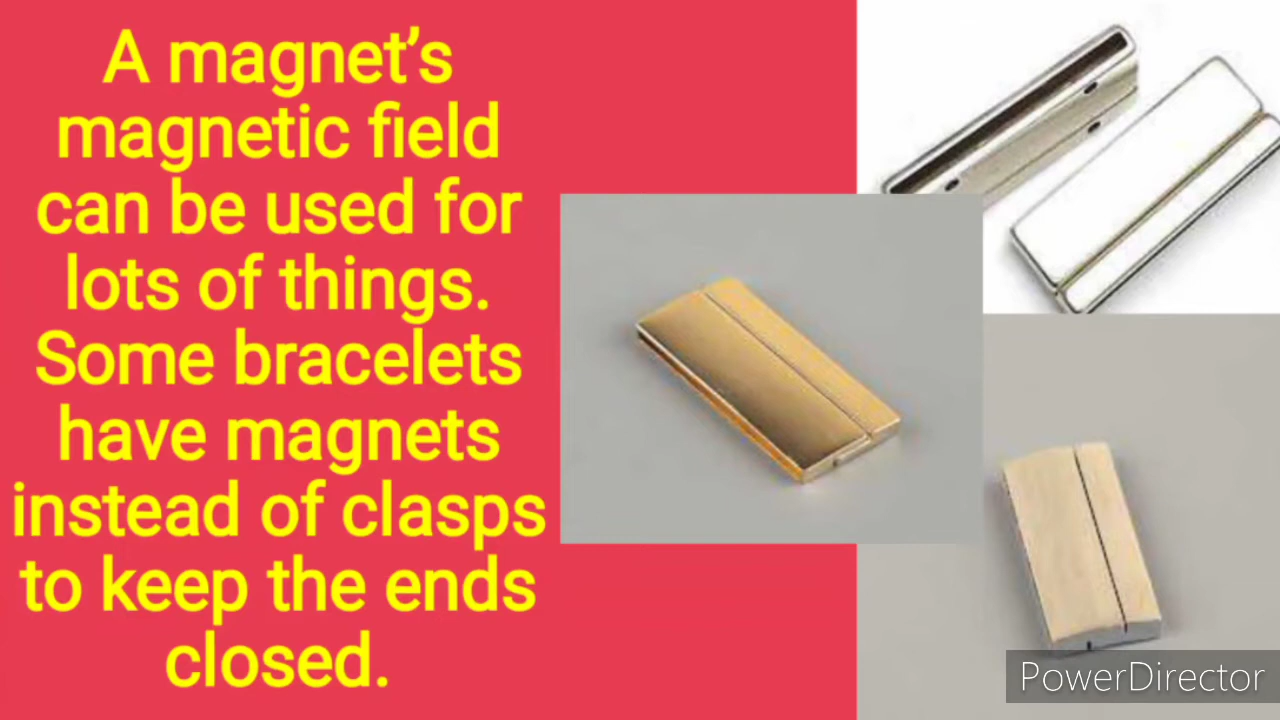 A magnet’s
magnetic field
can be used for
lots of things.
Some bracelets
have magnets
instead of clasps
to keep the ends
closed.
PowerDirector